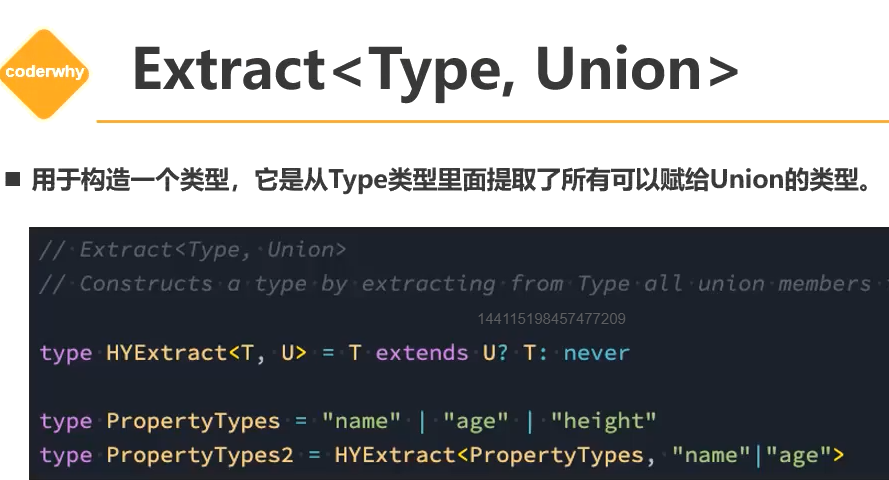 coderwhy
Extract<Type, Union>
■ 用于构造一个类型，它是从Type类型里面提取了所有可以赋给Union的类型。
// Extract<Type, Union>
// Constructs a type by extracting from Type all union members
144115198457477209
type HYExtract<T, U> = T extends U? T: never
type PropertyTypes = "name" | "age" | "height"
type PropertyTypes2 = HYExtract<PropertyTypes, "name"|"age">